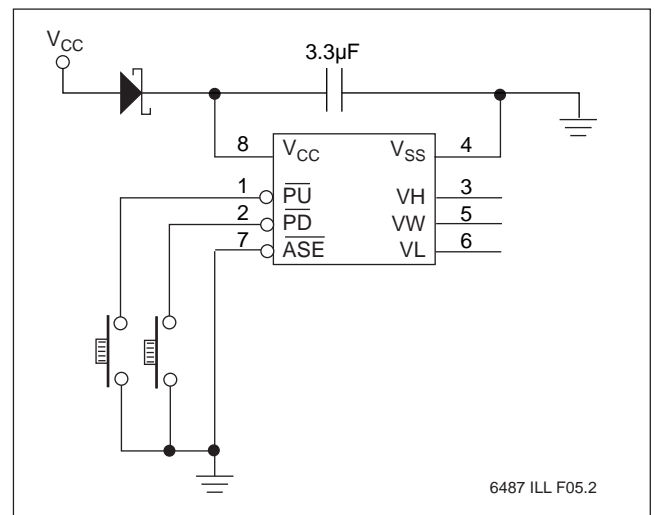 VCC
3.3µF
8 VCC VSS 4
1 PU VH 3
2 PD VW 5
7 ASE VL 6
6487 ILL F05.2